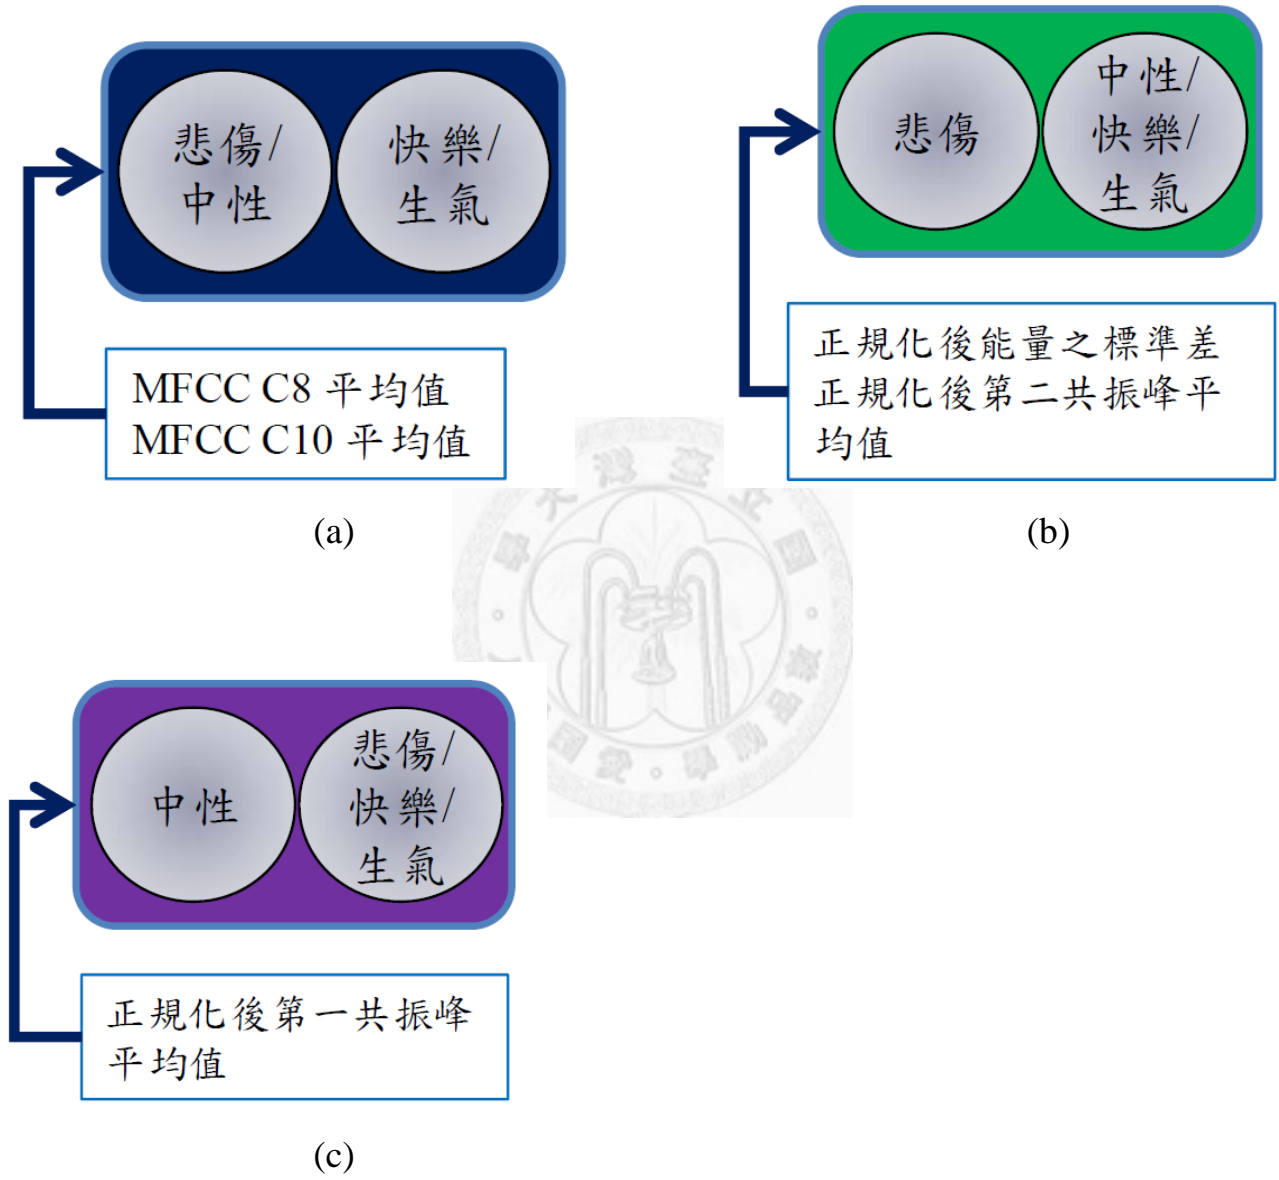 悲傷/
中性
快樂/
生氣
MFCC C8 平均值
MFCC C10 平均值
(a)
悲傷
中性/
快樂/
生氣
正規化後能量之標準差
正規化後第二共振峰平
均值
(b)
中性
悲傷/
快樂/
生氣
正規化後第一共振峰
平均值
(c)